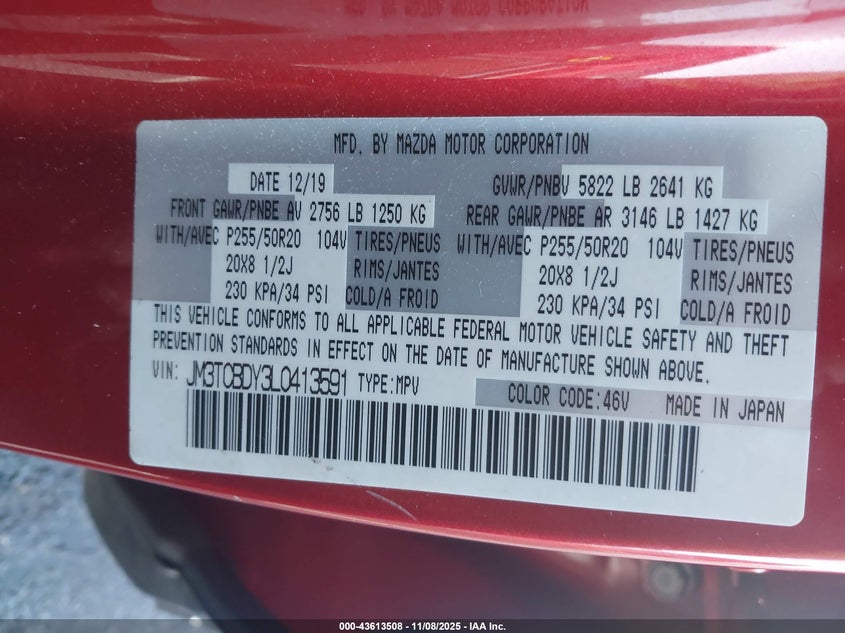 MFD. BY MAZDA MOTOR CORPORATION
DATE 12/19 GVWR/PNBV 5822 LB 2641 KG
FRONT GAWR/PNBE AV 2756 LB 1250 KG REAR GAWR/PNBE AR 3146 LB 1427 KG
WITH/AVEC P255/50R20 104V TIRES/PNEUS WITH/AVEC P255/50R20 104V TIRES/PNEUS
20X8 1/2J RIMS/JANTES 20X8 1/2J RIMS/JANTES
230 KPA/34 PSI COLD/A FROID 230 KPA/34 PSI COLD/A FROID
THIS VEHICLE CONFORMS TO ALL APPLICABLE FEDERAL MOTOR VEHICLE SAFETY AND THEFT
PREVENTION STANDARDS IN EFFECT ON THE DATE OF MANUFACTURE SHOWN ABOVE.
VIN: JM3TCBDY3L0413591 TYPE:MPV COLOR CODE:46V MADE IN JAPAN
000-43613508 - 11/08/2025 - IAA Inc.